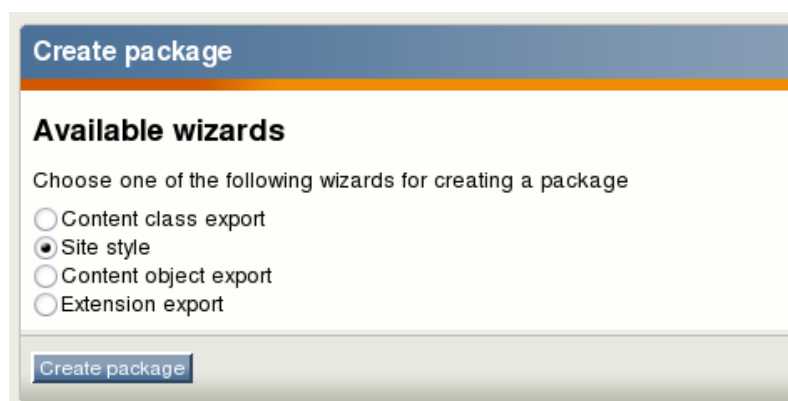 Create package
Available wizards
Choose one of the following wizards for creating a package
Content class export
Site style
Content object export
Extension export
Create package